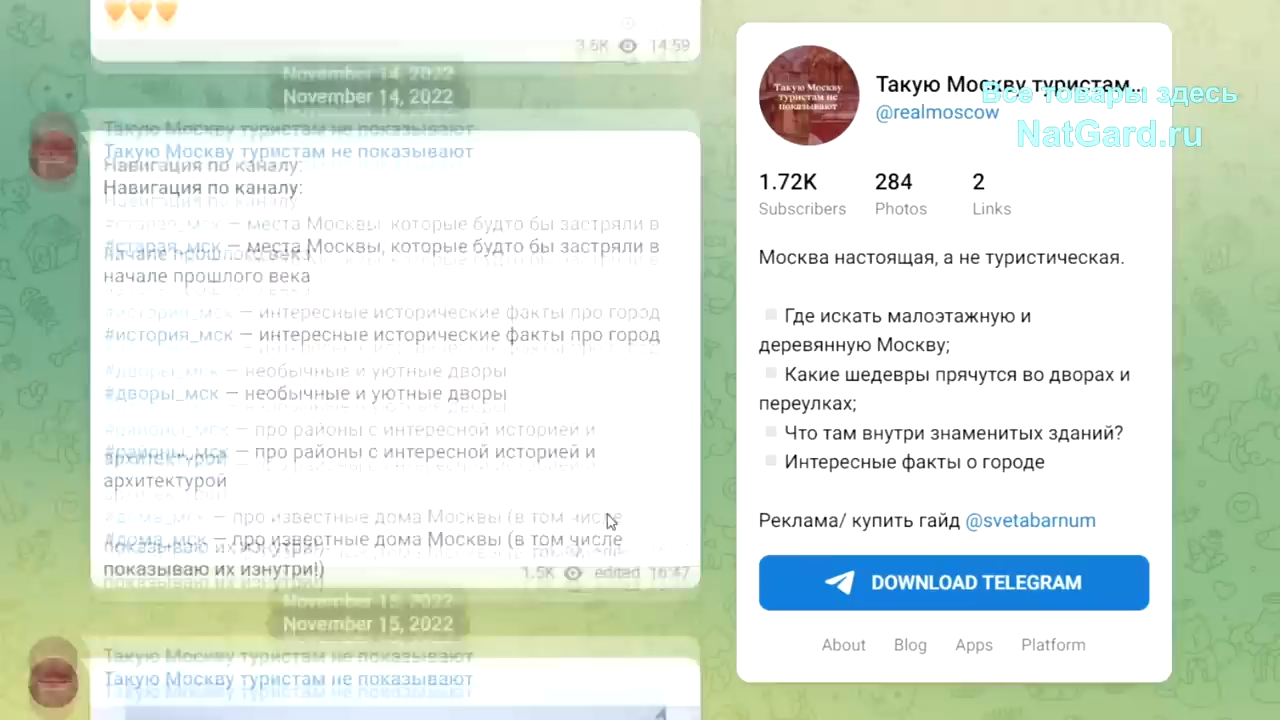 3.6K 14:59
November 14, 2022
Такую Москву туристам не показывают
Навигация по каналу:
#старая_мск — места Москвы, которые будто бы застряли в
начале прошлого века
#история_мск — интересные исторические факты про город
#дворы_мск — необычные и уютные дворы
#районы_мск — про районы с интересной историей и
архитектурой
#дома_мск — про известные дома Москвы (в том числе
показываю их изнутри!)
1.5K edited 16:47
November 15, 2022
Такую Москву туристам не показывают
Такую Москву
туристам не
показывают
Такую Москву туристам...
@realmoscow
Все товары здесь
NatGard.ru
1.72K 284 2
Subscribers Photos Links
Москва настоящая, а не туристическая.
Где искать малоэтажную и
деревянную Москву;
Какие шедевры прячутся во дворах и
переулках;
Что там внутри знаменитых зданий?
Интересные факты о городе
Реклама/ купить гайд @svetabarnum
DOWNLOAD TELEGRAM
About Blog Apps Platform